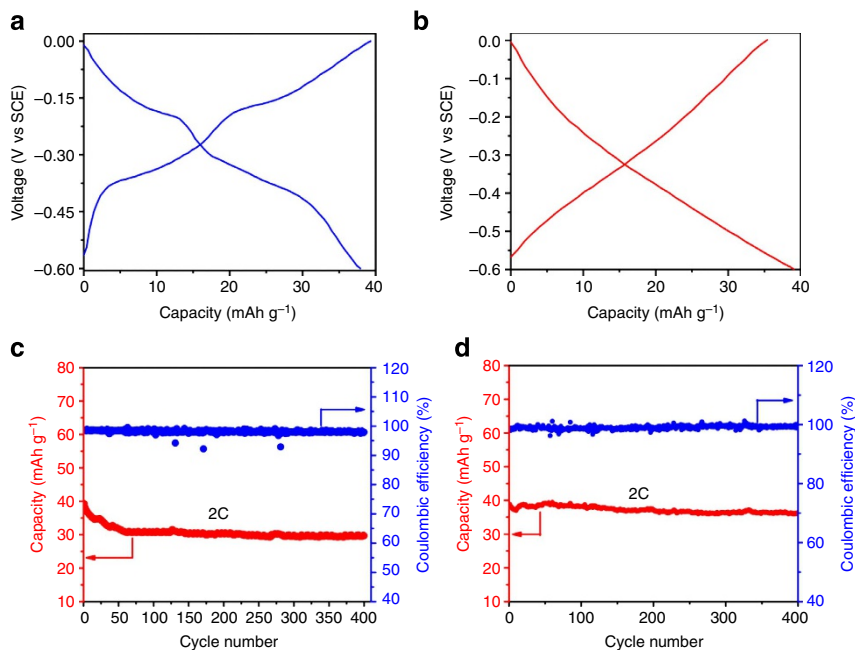 a
0.00
–0.15
–0.30
–0.45
–0.60
Voltage (V vs SCE)
0 10 20 30 40
Capacity (mAh g⁻¹)
b
0.0
–0.1
–0.2
–0.3
–0.4
–0.5
–0.6
Voltage (V vs SCE)
0 10 20 30 40
Capacity (mAh g⁻¹)
c
80
70
60
50
40
30
20
10
Capacity (mAh g⁻¹)
2C
120
110
100
90
80
70
60
50
40
Coulombic efficiency (%)
0 50 100 150 200 250 300 350 400
Cycle number
d
80
70
60
50
40
30
20
10
Capacity (mAh g⁻¹)
2C
120
100
80
60
40
Coulombic efficiency (%)
0 100 200 300 400
Cycle number